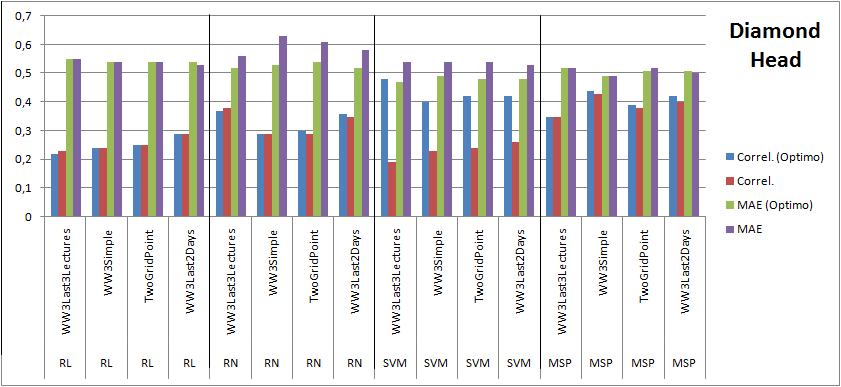 Diamond
Head
0,7
0,6
0,5
0,4
0,3
0,2
0,1
0
Correl. (Optimo)
Correl.
MAE (Optimo)
MAE
WW3Last3Lectures
WW3Simple
TwoGridPoint
WW3Last2Days
WW3Last3Lectures
WW3Simple
TwoGridPoint
WW3Last2Days
WW3Last3Lectures
WW3Simple
TwoGridPoint
WW3Last2Days
WW3Last3Lectures
WW3Simple
TwoGridPoint
WW3Last2Days
RL RL RL RL RN RN RN RN SVM SVM SVM SVM MSP MSP MSP MSP